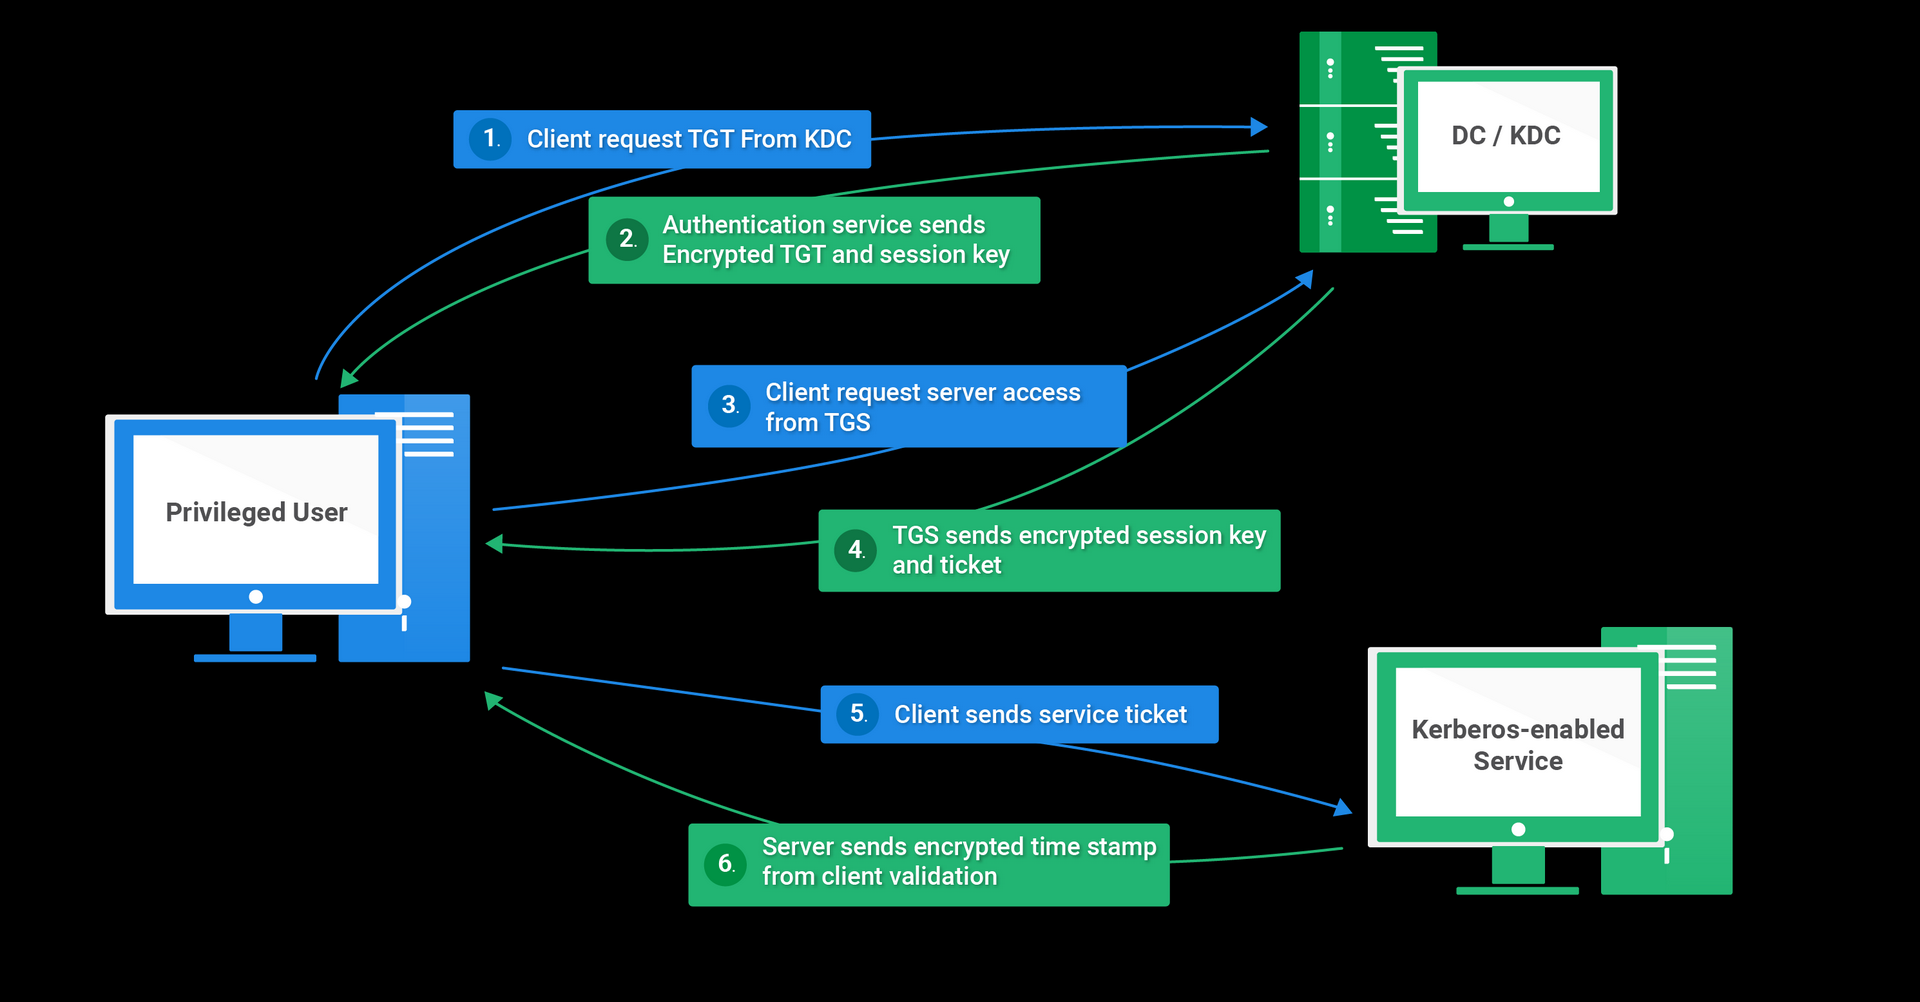 1. Client request TGT From KDC
DC / KDC
2. Authentication service sends
Encrypted TGT and session key
3. Client request server access
from TGS
Privileged User
4. TGS sends encrypted session key
and ticket
5. Client sends service ticket
Kerberos-enabled
Service
6. Server sends encrypted time stamp
from client validation